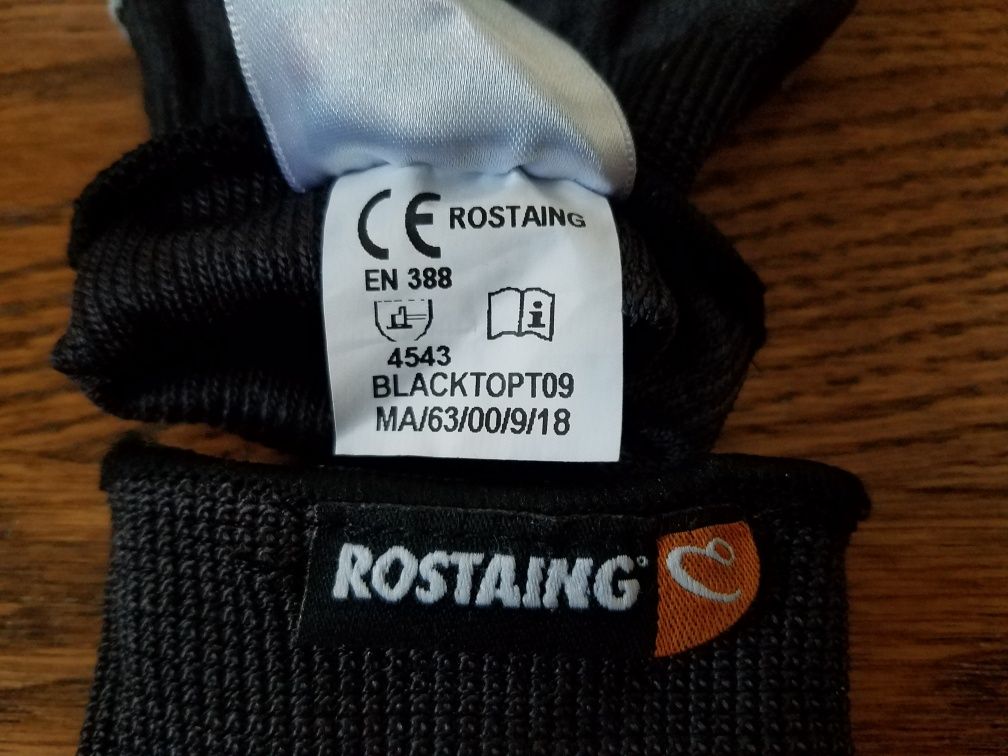 CE ROSTAING
EN 388
i
4543
BLACKTOPT09
MA/63/00/9/18
ROSTAING®